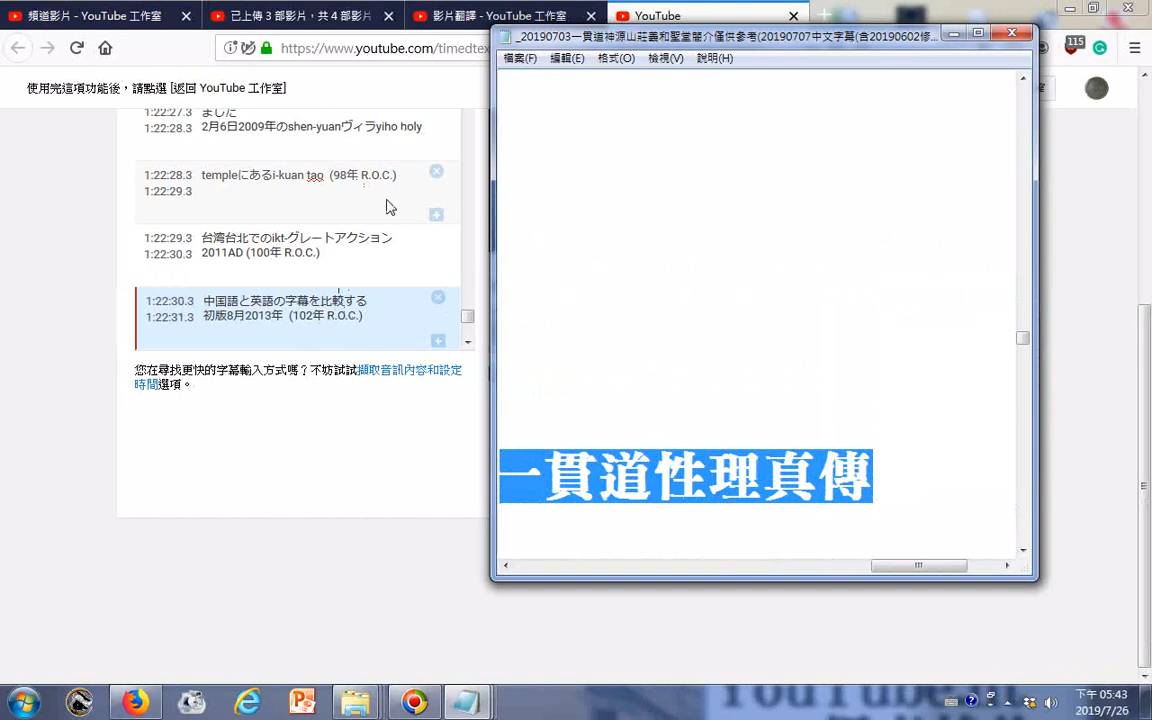 頻道影片 - YouTube 工作室
已上傳 3 部影片，共 4 部影片
影片翻譯 - YouTube 工作室
YouTube
https://www.youtube.com/timedtex
115
使用完這項功能後，請點選 [返回 YouTube 工作室]
1:22:27.3 ました
1:22:28.3 2月6日2009年のshen-yuanヴィラyiho holy
1:22:28.3 templeにあるi-kuan tao (98年 R.O.C.)
1:22:29.3
1:22:29.3 台湾台北でのikt-グレートアクション
1:22:30.3 2011AD (100年 R.O.C.)
1:22:30.3 中国語と英語の字幕を比較する
1:22:31.3 初版8月2013年 (102年 R.O.C.)
您在尋找更快的字幕輸入方式嗎？不妨試試擷取音訊內容和設定
時間選項。
_20190703一貫道神源山莊義和聖堂簡介僅供參考(20190707中文字幕(含20190602修...
檔案(F) 編輯(E) 格式(O) 檢視(V) 說明(H)
一貫道性理真傳
下午 05:43
2019/7/26